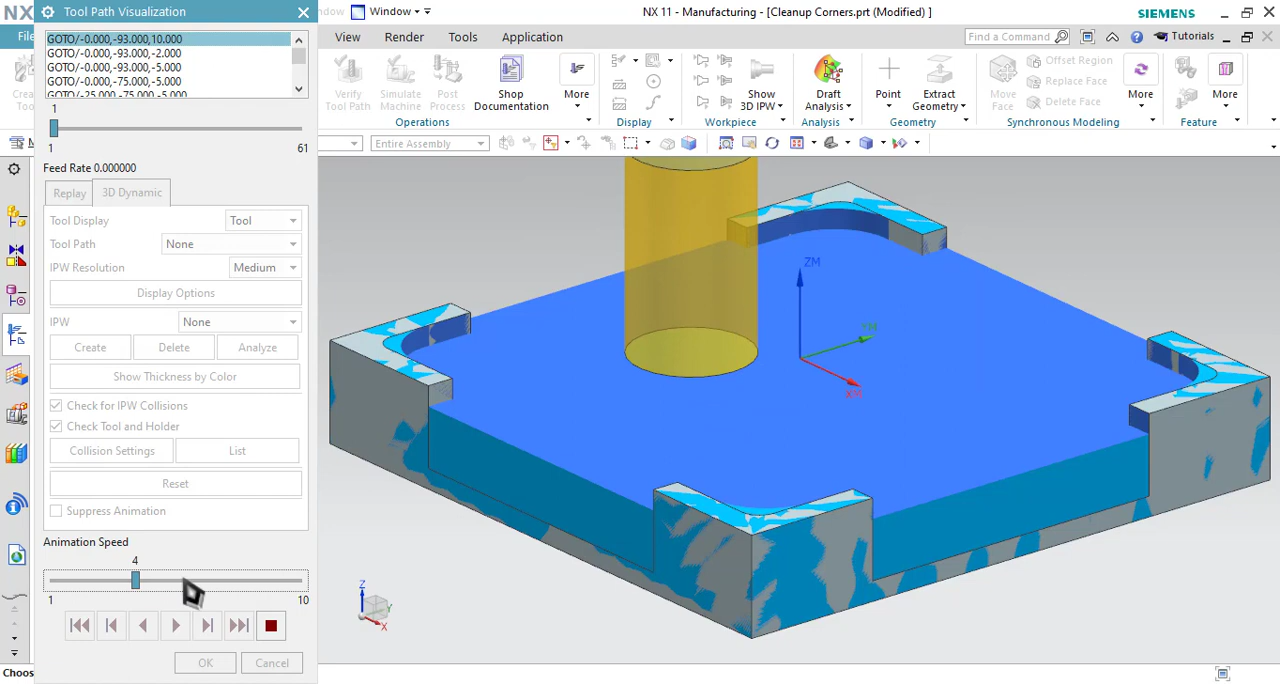 NX
Tool Path Visualization
ndow
Window
NX 11 - Manufacturing - [Cleanup Corners.prt (Modified) ]
SIEMENS
Fil
View
Render
Tools
Application
Find a Command
Tutorials
GOTO/-0.000,-93.000,10.000
GOTO/-0.000,-93.000,-2.000
GOTO/-0.000,-93.000,-5.000
GOTO/-0.000,-75.000,-5.000
GOTO/-25.000,-75.000,-5.000
Verify
Tool Path
Simulate
Machine
Post
Process
Shop
Documentation
More
Operations
Display
Show
3D IPW
Workpiece
Draft
Analysis
Analysis
Point
Extract
Geometry
Geometry
Move
Face
Offset Region
Replace Face
Delete Face
More
Synchronous Modeling
More
Feature
1
1
61
Entire Assembly
Feed Rate 0.000000
Replay
3D Dynamic
Tool Display
Tool
Tool Path
None
IPW Resolution
Medium
Display Options
IPW
None
Create
Delete
Analyze
Show Thickness by Color
Check for IPW Collisions
Check Tool and Holder
Collision Settings
List
Reset
Suppress Animation
Animation Speed
4
1
10
OK
Cancel
Choos
ZM
YM
XM
Z
Y
X